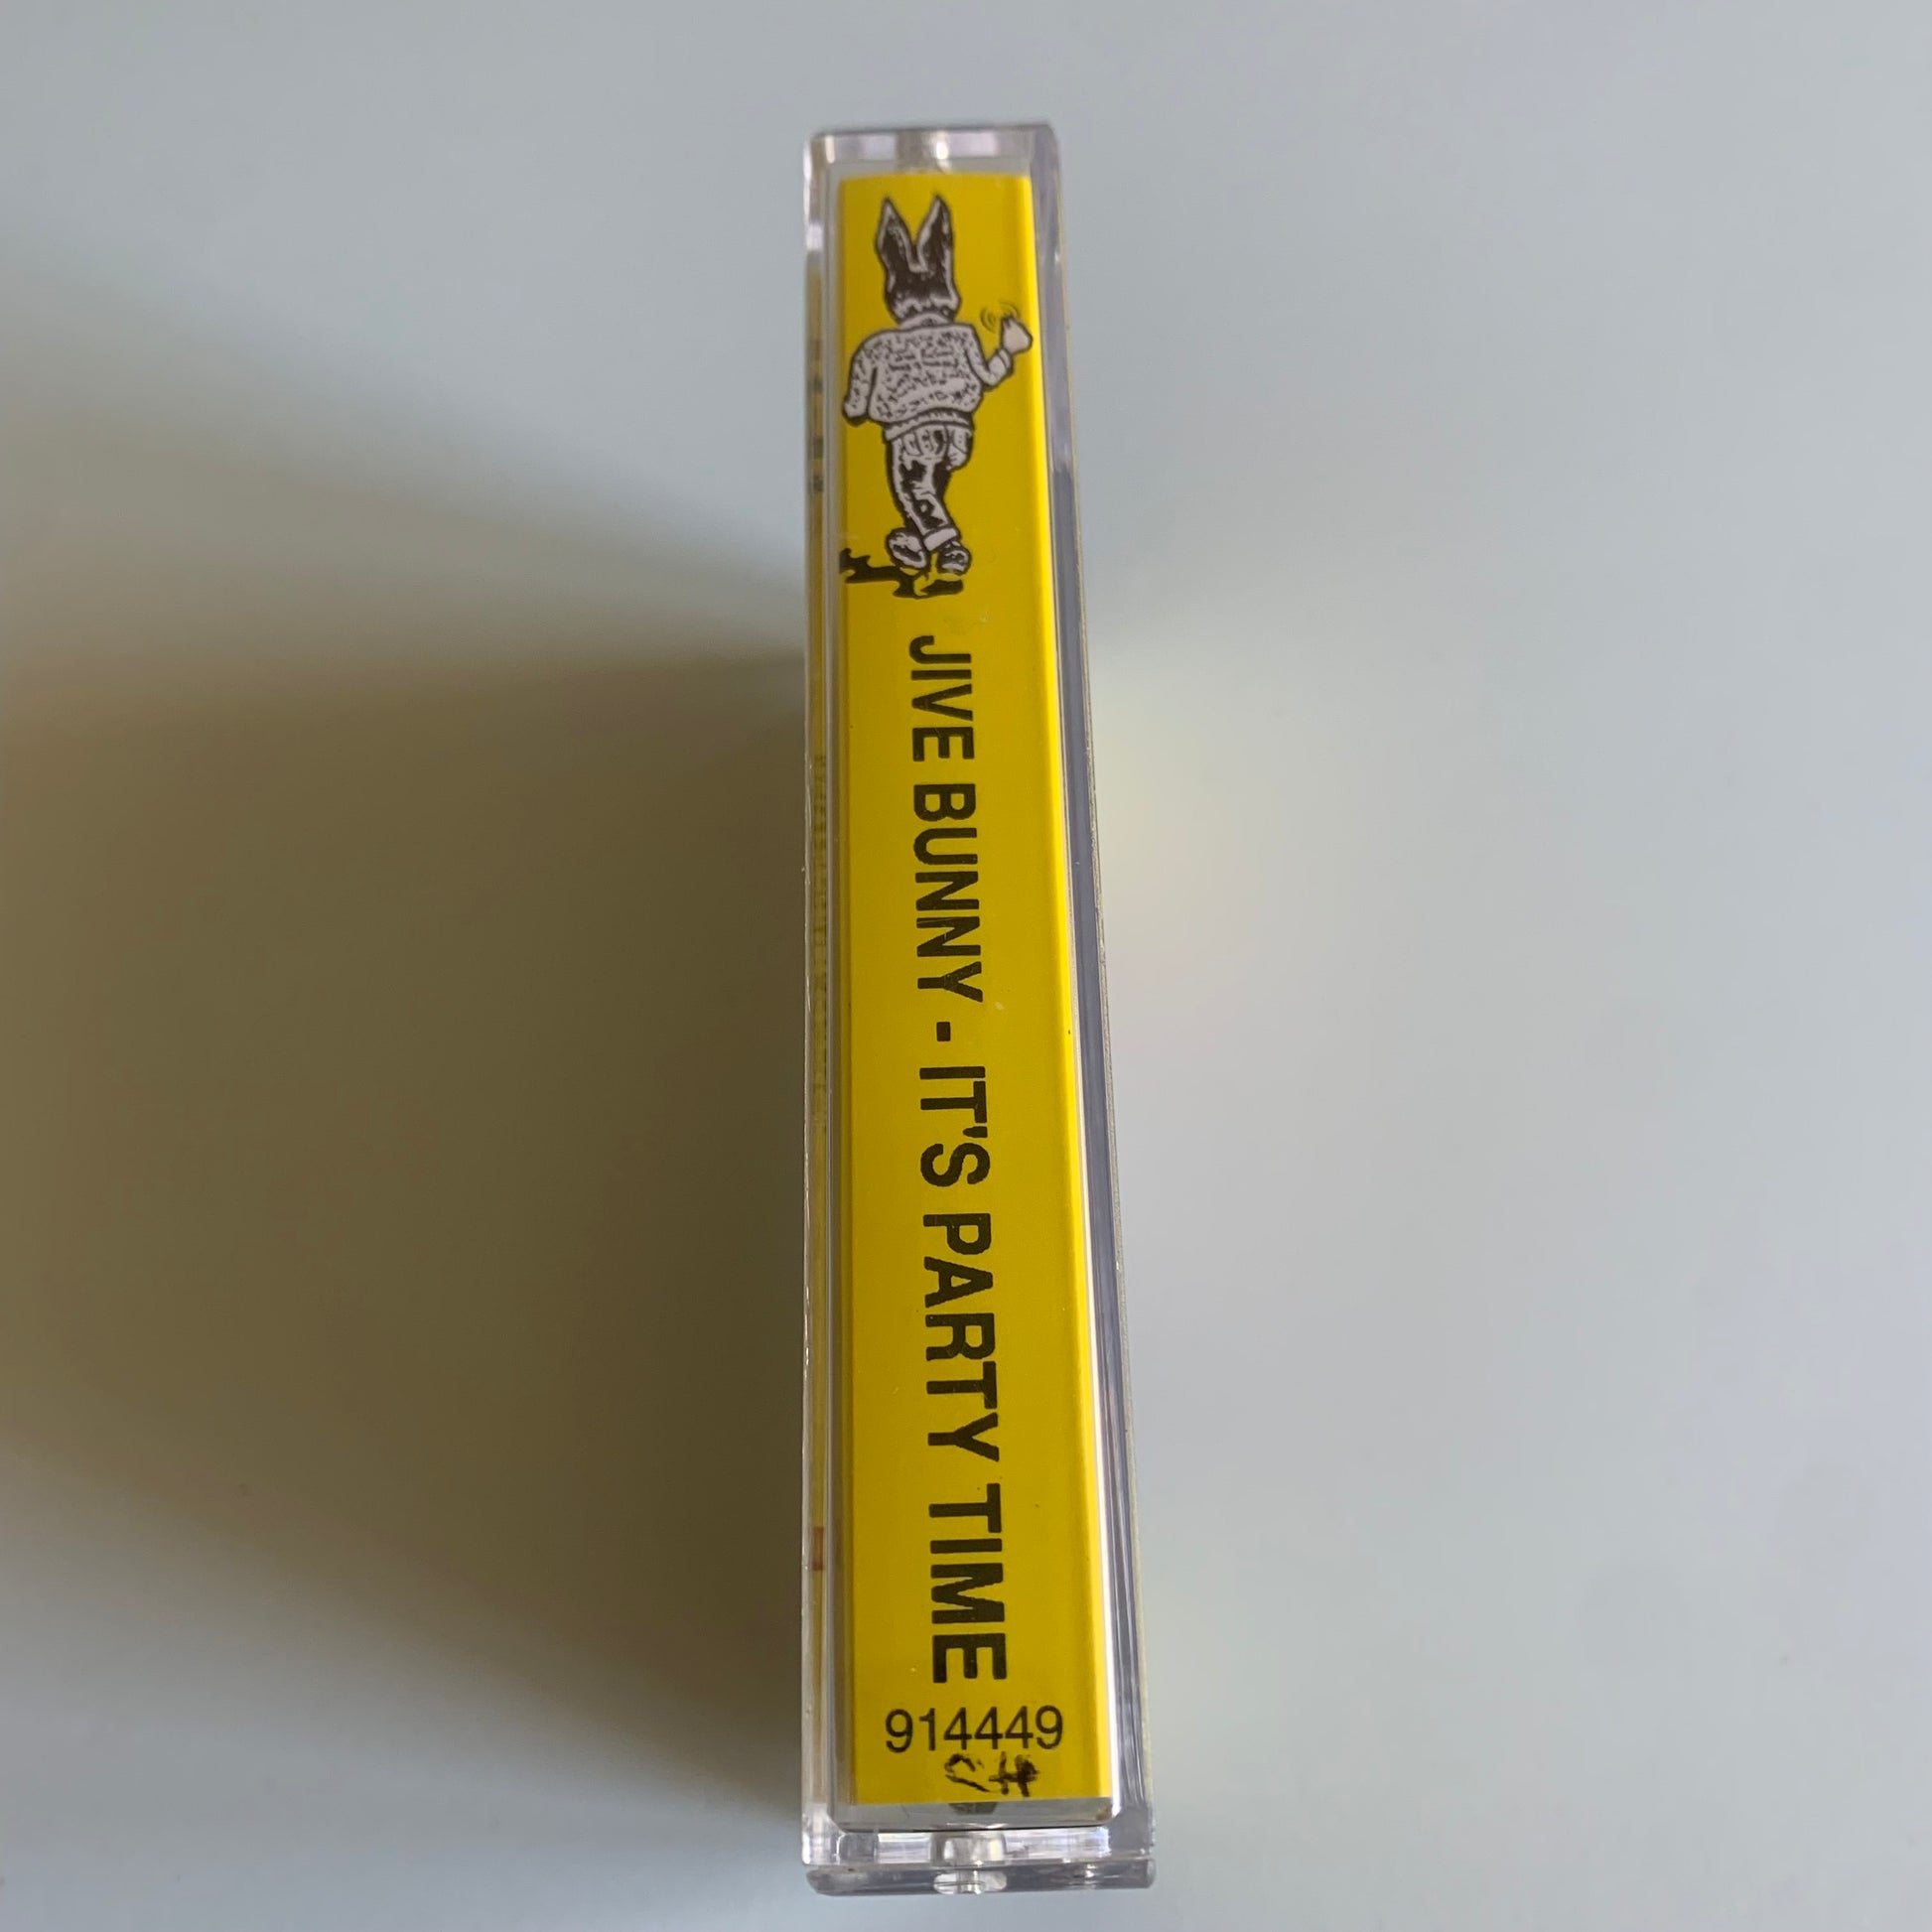 JIVE BUNNY - IT'S PARTY TIME
914449